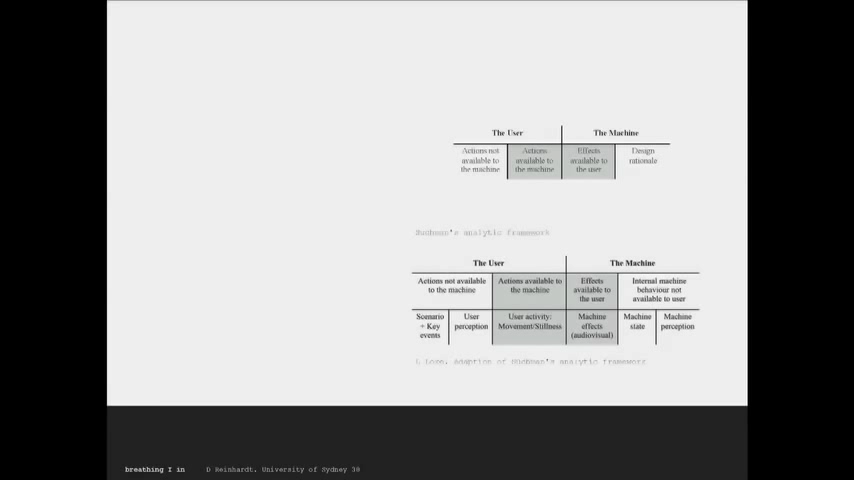 The User The Machine
Actions not Actions Effects Design
available to available to available to rationale
the machine the machine the user
analytic framework
The User The Machine
Actions not available Actions available to Effects Internal machine
to the machine the machine available to behaviour not
the user available to user
Scenario User User activity: Machine Machine Machine
+ Key perception Movement/Stillness effects state perception
events (audiovisual)
Adaption of analytic framework
breathing I in D Reinhardt, University of Sydney 38